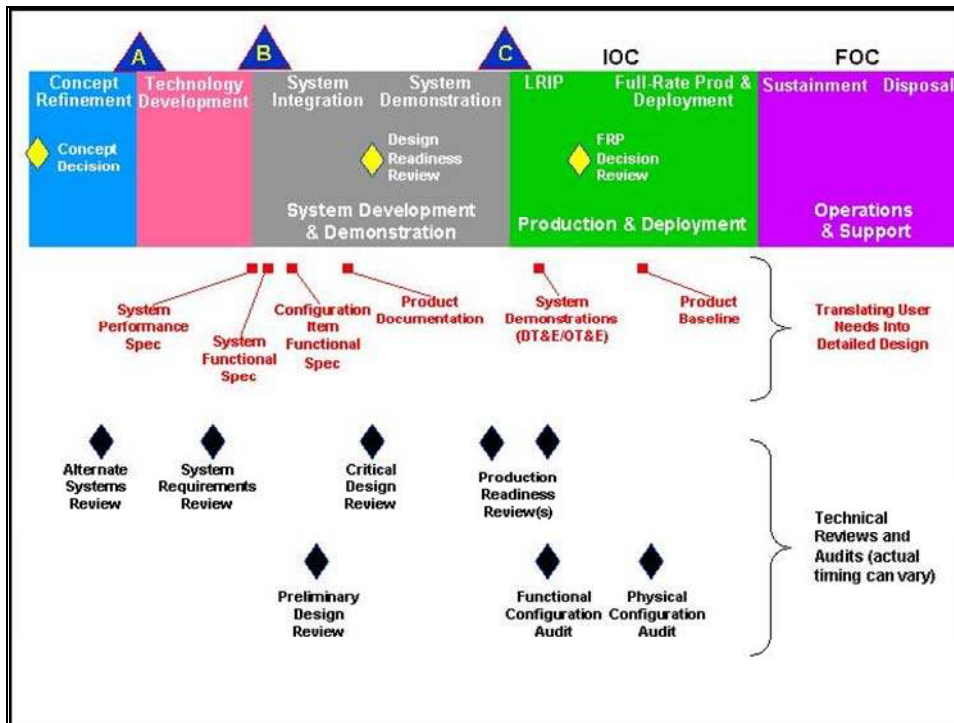 A
B
C
IOC
FOC
Concept
Refinement
Technology
Development
System
Integration
System
Demonstration
LRIP
Full-Rate Prod &
Deployment
Sustainment
Disposal
Concept
Decision
Design
Readiness
Review
FRP
Decision
Review
System Development
& Demonstration
Production & Deployment
Operations
& Support
System
Performance
Spec
System
Functional
Spec
Configuration
Item
Functional
Spec
Product
Documentation
System
Demonstrations
(DT&E/OT&E)
Product
Baseline
Translating User
Needs Into
Detailed Design
Alternate
Systems
Review
System
Requirements
Review
Critical
Design
Review
Production
Readiness
Review(s)
Preliminary
Design
Review
Functional
Configuration
Audit
Physical
Configuration
Audit
Technical
Reviews and
Audits (actual
timing can vary)